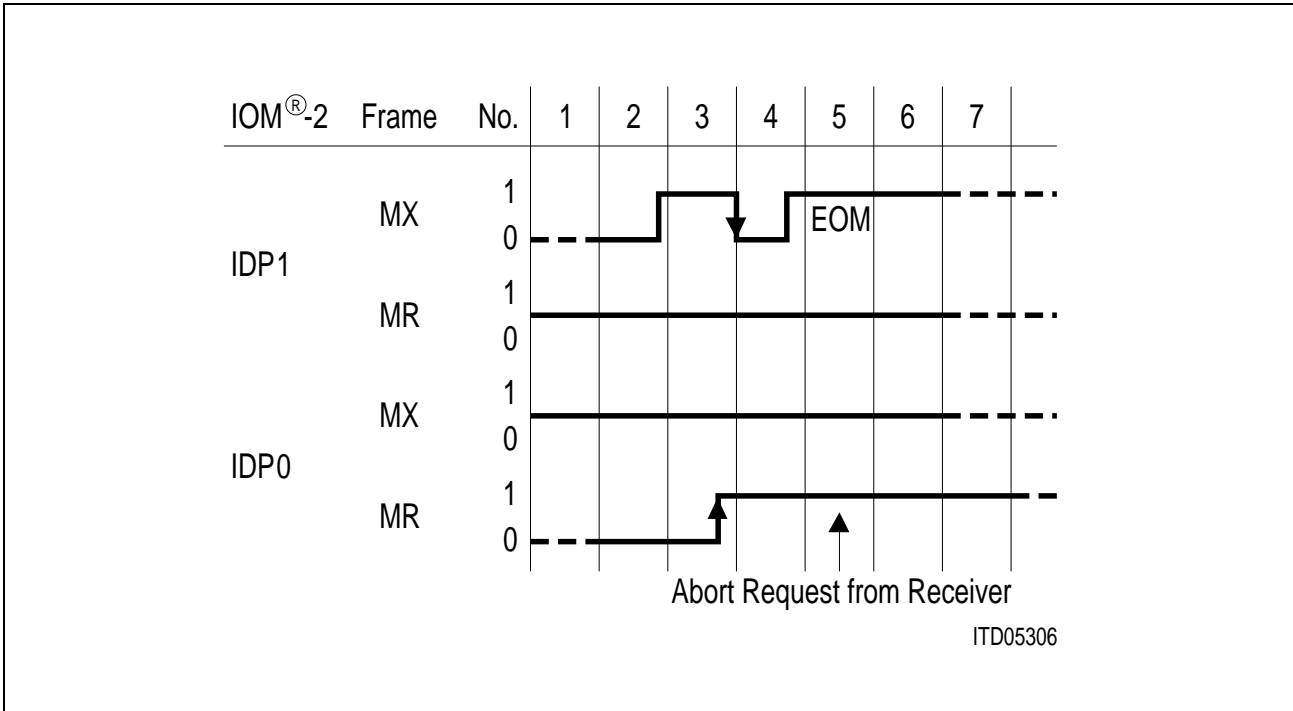 IOM®-2 Frame No. 1 2 3 4 5 6 7
1
MX
0
EOM
IDP1
1
MR
0
1
MX
0
IDP0
1
MR
0
Abort Request from Receiver
ITD05306